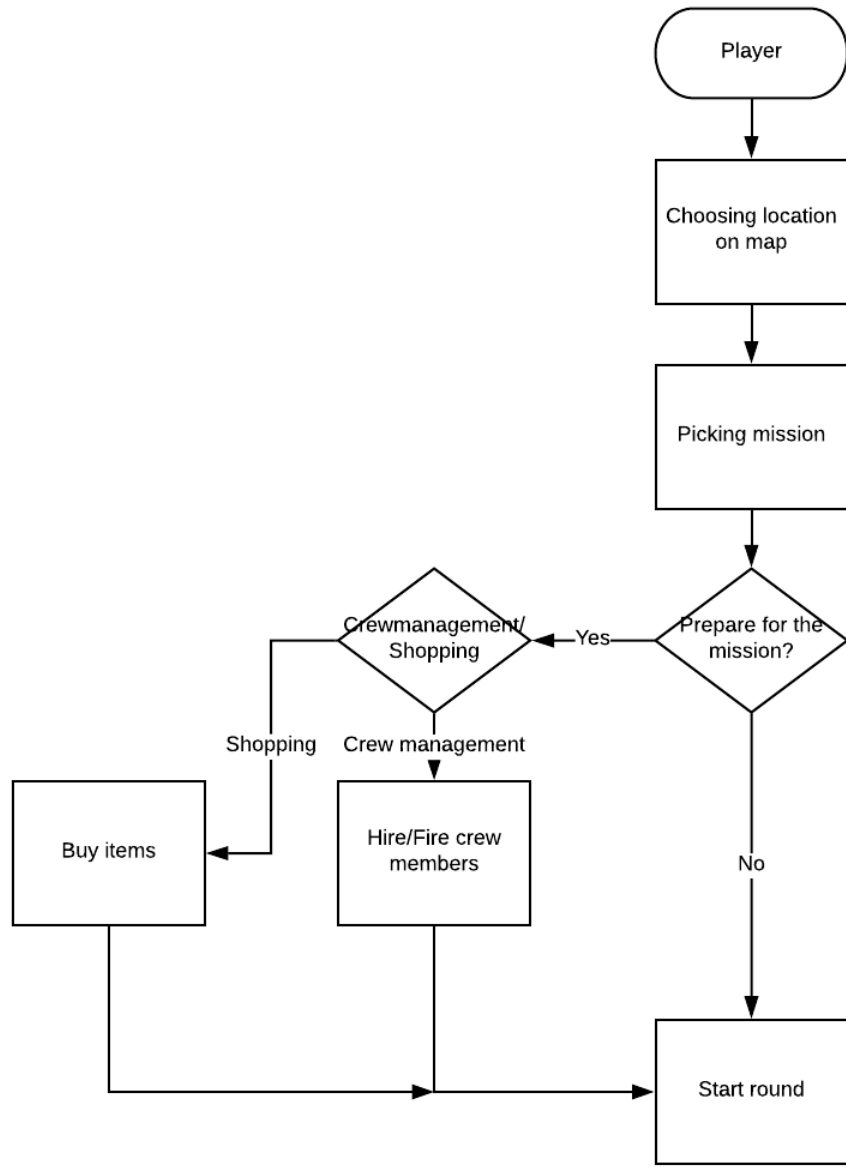 Player
Choosing location
on map
Picking mission
Prepare for the
mission?
Yes
Crewmanagement/
Shopping
Shopping
Crew management
Buy items
Hire/Fire crew
members
No
Start round